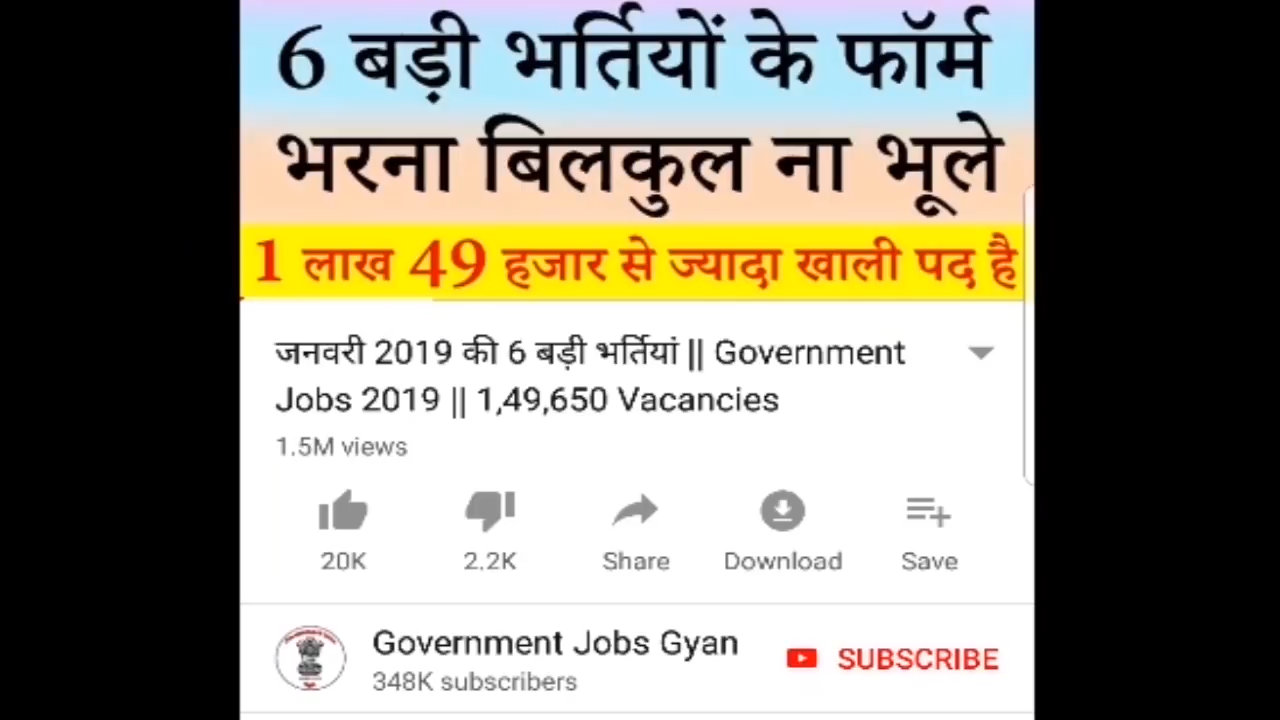 6 बड़ी भर्तियों के फॉर्म
भरना बिलकुल ना भूले
1 लाख 49 हजार से ज्यादा खाली पद है
जनवरी 2019 की 6 बड़ी भर्तियां || Government
Jobs 2019 || 1,49,650 Vacancies
1.5M views
20K 2.2K Share Download Save
Government Jobs Gyan
SUBSCRIBE
348K subscribers